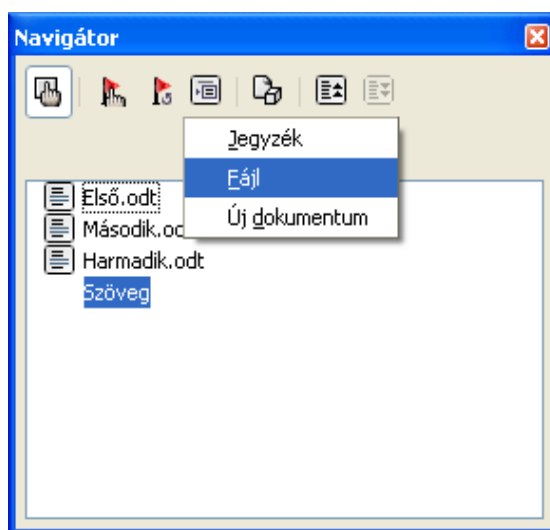 Navigátor
Jegyzék
Fájl
Új dokumentum
Első.odt
Második.od
Harmadik.odt
Szöveg